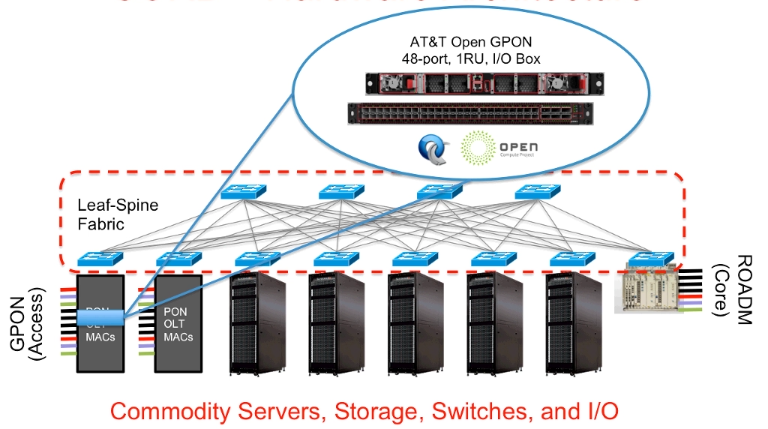 AT&T Open GPON
48-port, 1RU, I/O Box
OPEN
Compute Project
Leaf-Spine
Fabric
GPON
(Access)
PON
OLT
MACs
PON
OLT
MACs
ROADM
(Core)
Commodity Servers, Storage, Switches, and I/O